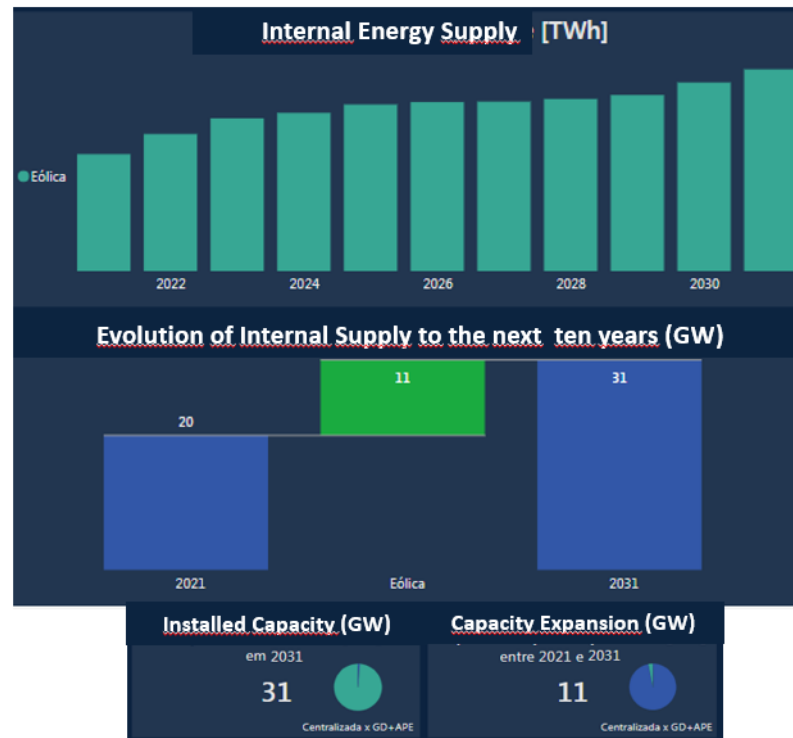 Internal Energy Supply [TWh]
Eólica
2022 2024 2026 2028 2030
Evolution of Internal Supply to the next ten years (GW)
20
11
31
2021 Eólica 2031
Installed Capacity (GW)
em 2031
31
Centralizada x GD+APE
Capacity Expansion (GW)
entre 2021 e 2031
11
Centralizada x GD+APE